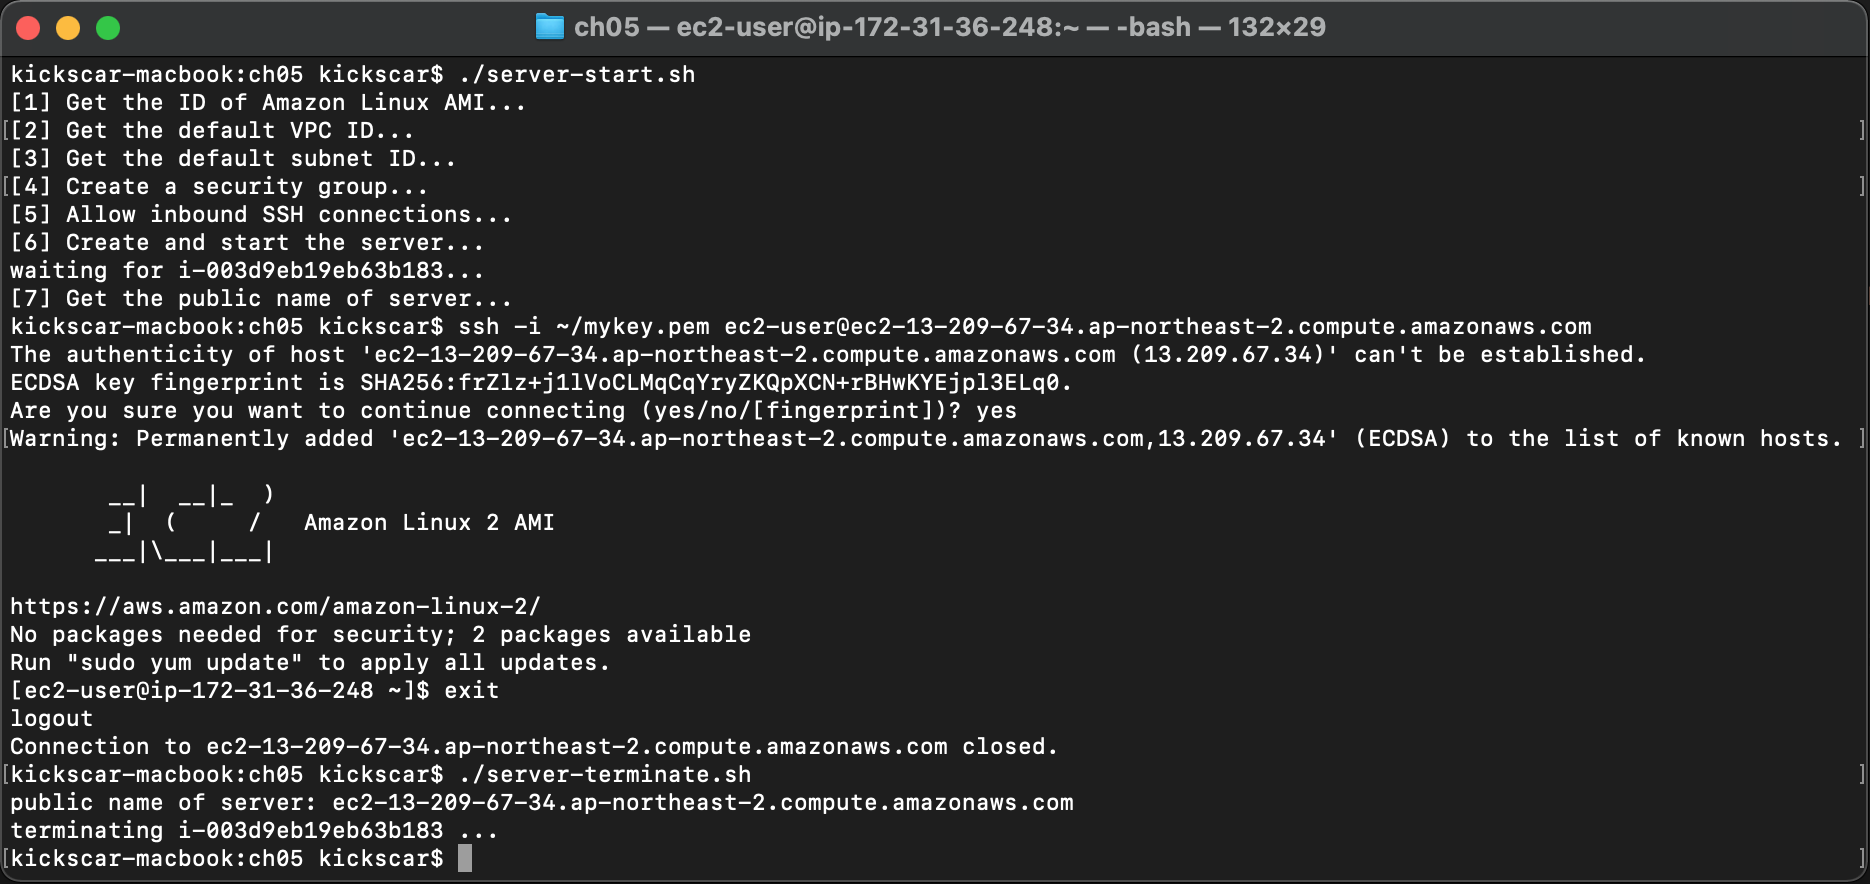 ch05 — ec2-user@ip-172-31-36-248:~ — -bash — 132×29
kickscar-macbook:ch05 kickscar$ ./server-start.sh
[1] Get the ID of Amazon Linux AMI...
[[2] Get the default VPC ID... ]
[3] Get the default subnet ID...
[[4] Create a security group... ]
[5] Allow inbound SSH connections...
[6] Create and start the server...
waiting for i-003d9eb19eb63b183...
[7] Get the public name of server...
kickscar-macbook:ch05 kickscar$ ssh -i ~/mykey.pem ec2-user@ec2-13-209-67-34.ap-northeast-2.compute.amazonaws.com
The authenticity of host 'ec2-13-209-67-34.ap-northeast-2.compute.amazonaws.com (13.209.67.34)' can't be established.
ECDSA key fingerprint is SHA256:frZlz+j1lVoCLMqCqYryZKQpXCN+rBHwKYEjpl3ELq0.
Are you sure you want to continue connecting (yes/no/[fingerprint])? yes
[Warning: Permanently added 'ec2-13-209-67-34.ap-northeast-2.compute.amazonaws.com,13.209.67.34' (ECDSA) to the list of known hosts. ]
       __|  __|_  )
       _|  (     /   Amazon Linux 2 AMI
      ___|\___|___|
https://aws.amazon.com/amazon-linux-2/
No packages needed for security; 2 packages available
Run "sudo yum update" to apply all updates.
[ec2-user@ip-172-31-36-248 ~]$ exit
logout
Connection to ec2-13-209-67-34.ap-northeast-2.compute.amazonaws.com closed.
[kickscar-macbook:ch05 kickscar$ ./server-terminate.sh ]
public name of server: ec2-13-209-67-34.ap-northeast-2.compute.amazonaws.com
terminating i-003d9eb19eb63b183 ...
[kickscar-macbook:ch05 kickscar$ ]